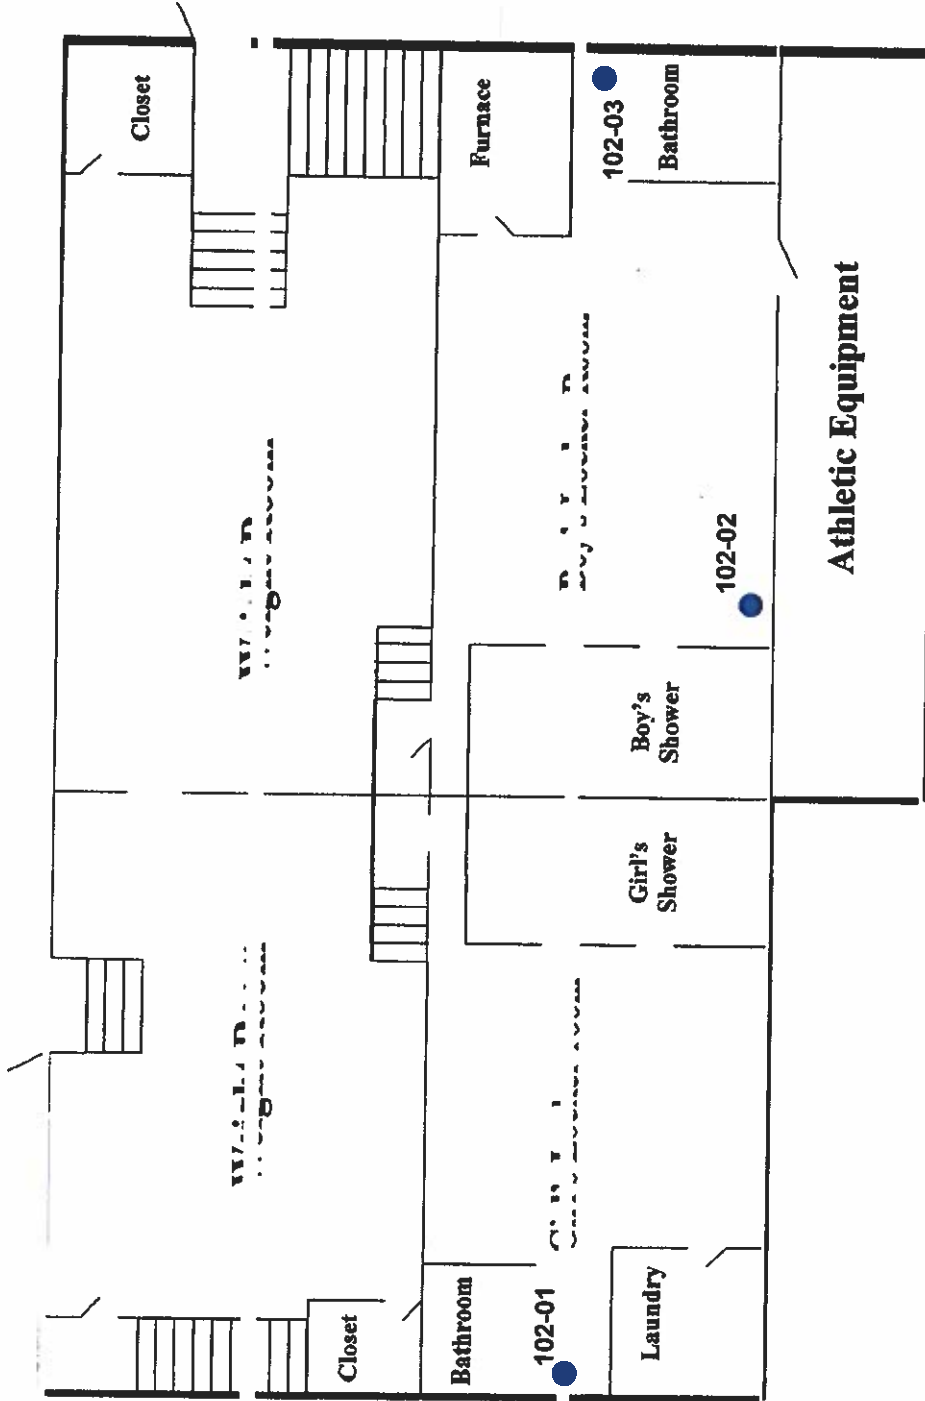 Closet
Furnace
102-03
Bathroom
Athletic Equipment
102-02
Boy's
Shower
Girl's
Shower
Closet
Bathroom
102-01
Laundry